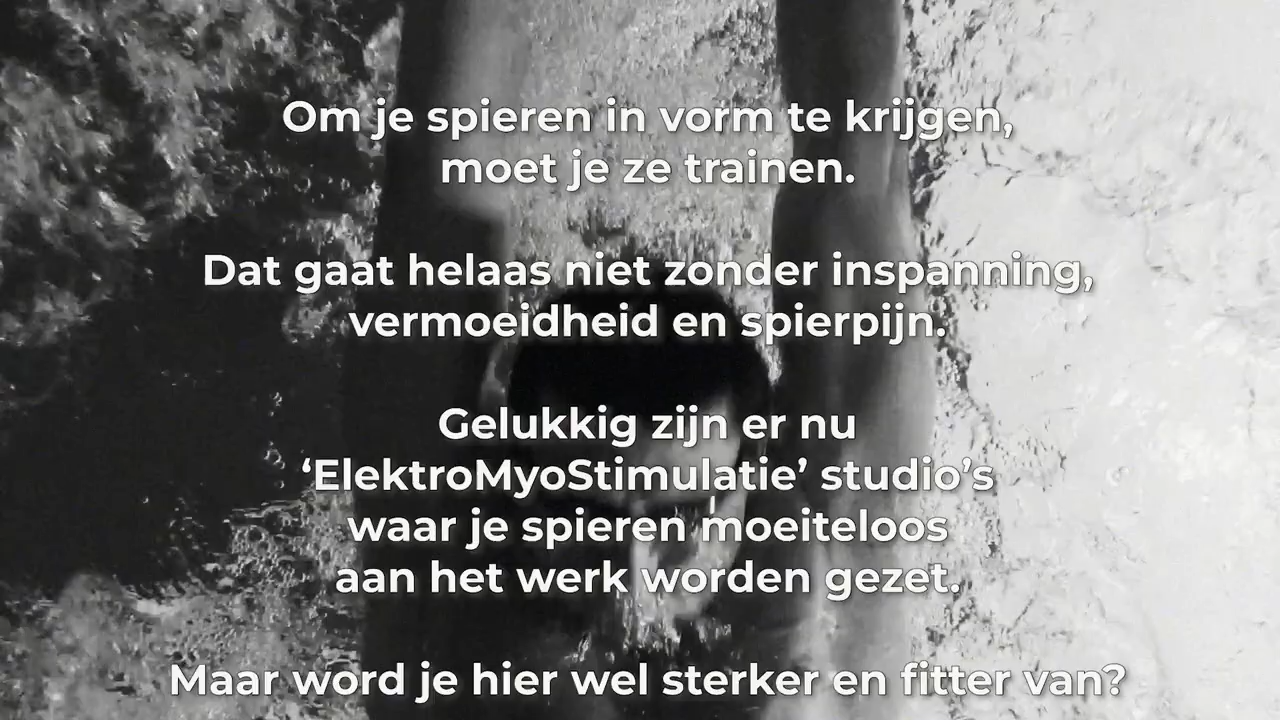 Om je spieren in vorm te krijgen,
moet je ze trainen.
Dat gaat helaas niet zonder inspanning,
vermoeidheid en spierpijn.
Gelukkig zijn er nu
‘ElektroMyoStimulatie’ studio’s
waar je spieren moeiteloos
aan het werk worden gezet.
Maar word je hier wel sterker en fitter van?